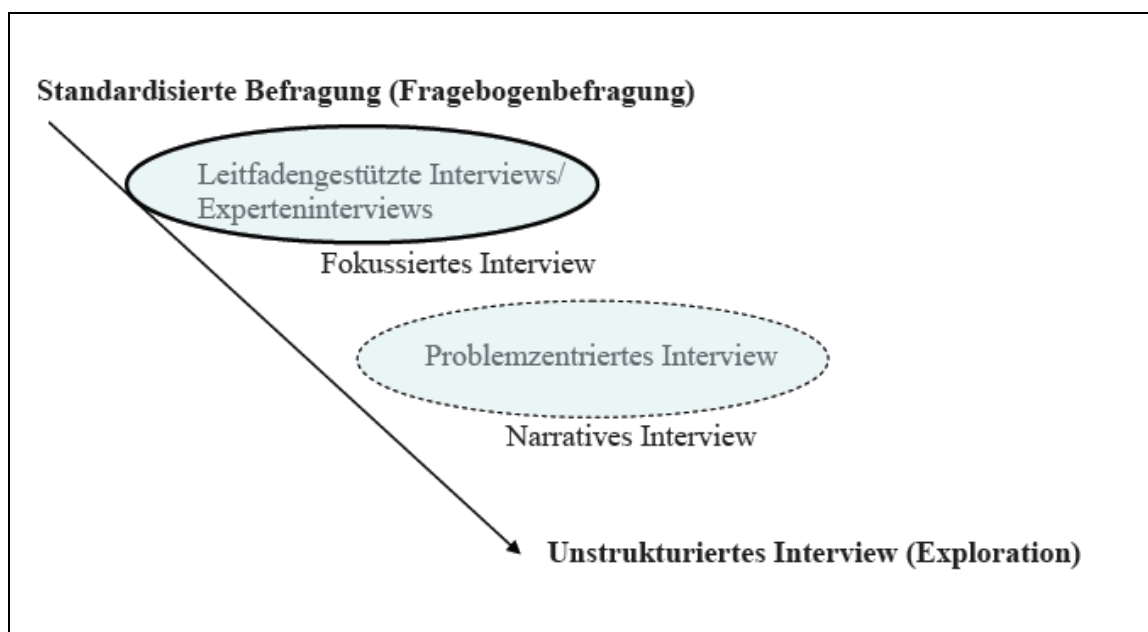 Standardisierte Befragung (Fragebogenbefragung)
Leitfadengestützte Interviews/
Experteninterviews
Fokussiertes Interview
Problemzentriertes Interview
Narratives Interview
Unstrukturiertes Interview (Exploration)